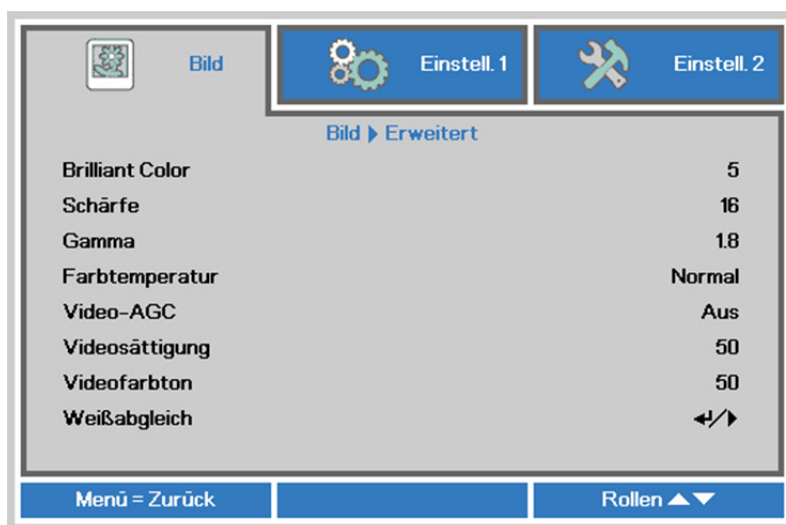 Bild Einstell. 1 Einstell. 2
Bild ▶ Erweitert
Brilliant Color 5
Schärfe 16
Gamma 1.8
Farbtemperatur Normal
Video-AGC Aus
Videosättigung 50
Videofarbton 50
Weißabgleich ↵/▶
Menü = Zurück Rollen ▲▼